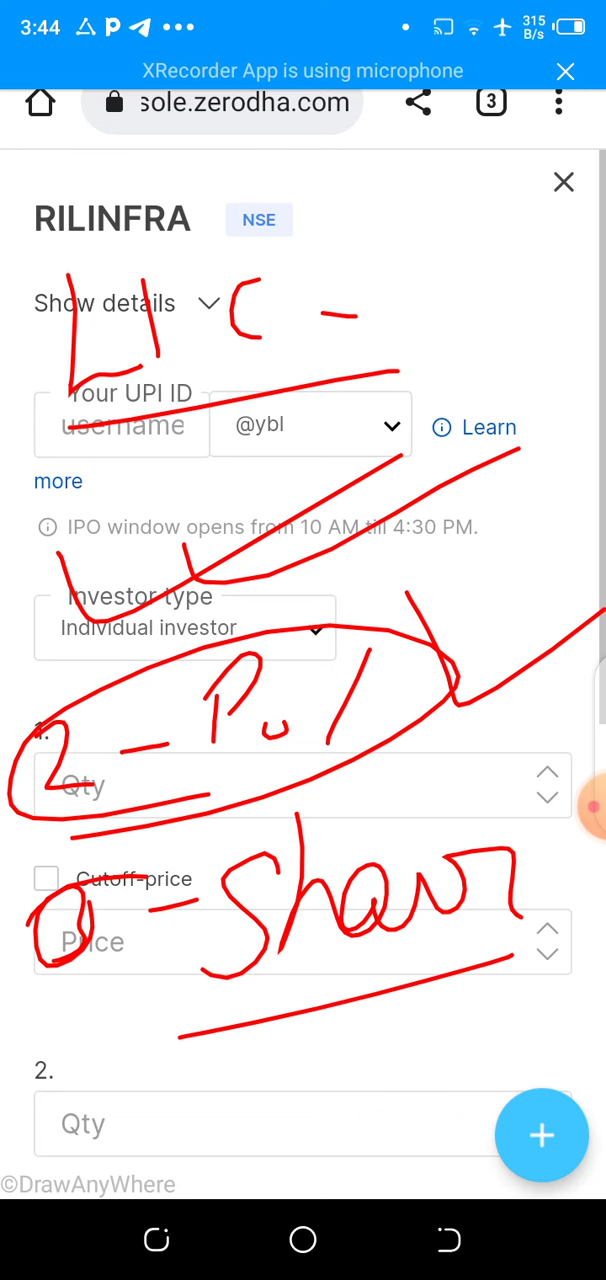 3:44 315 B/s
XRecorder App is using microphone
sole.zerodha.com 3
RILINFRA NSE
Show details
LIC -
Your UPI ID
username @ybl Learn
more
IPO window opens from 10 AM till 4:30 PM.
Investor type
Individual investor
1.
2 - Pol
Qty
Cutoff-price
0 - Share
Price
2.
Qty
©DrawAnyWhere